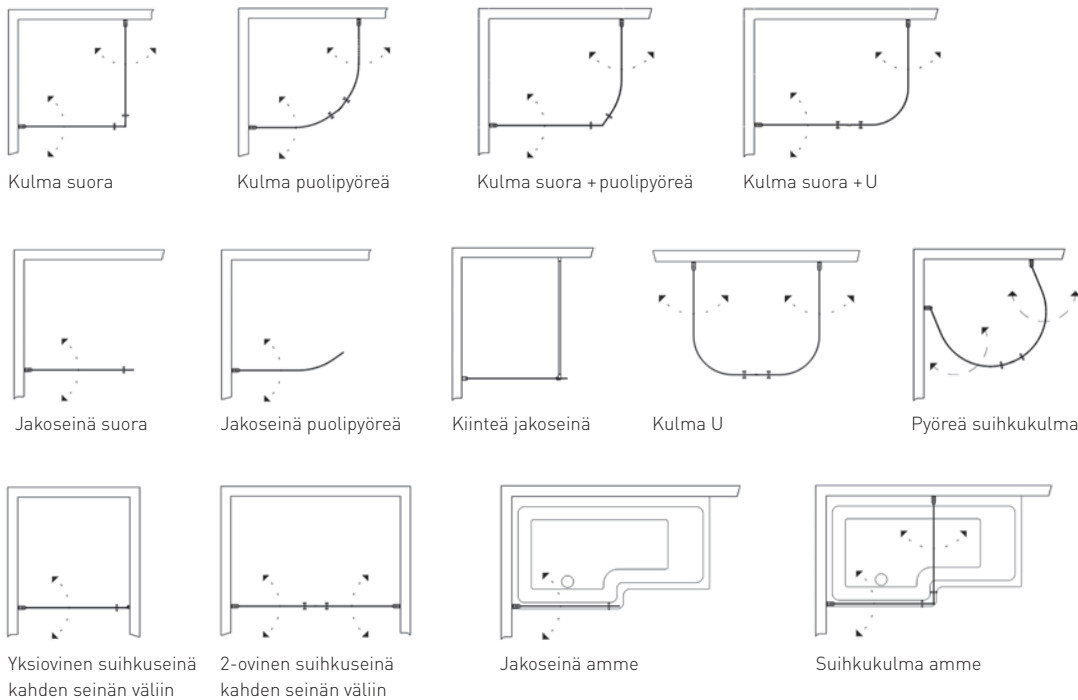 Kulma suora
Kulma puolipyöreä
Kulma suora + puolipyöreä
Kulma suora + U
Jakoseinä suora
Jakoseinä puolipyöreä
Kiinteä jakoseinä
Kulma U
Pyöreä suihkukulma
Yksiovinen suihkuseinä
kahden seinän väliin
2-ovinen suihkuseinä
kahden seinän väliin
Jakoseinä amme
Suihkukulma amme